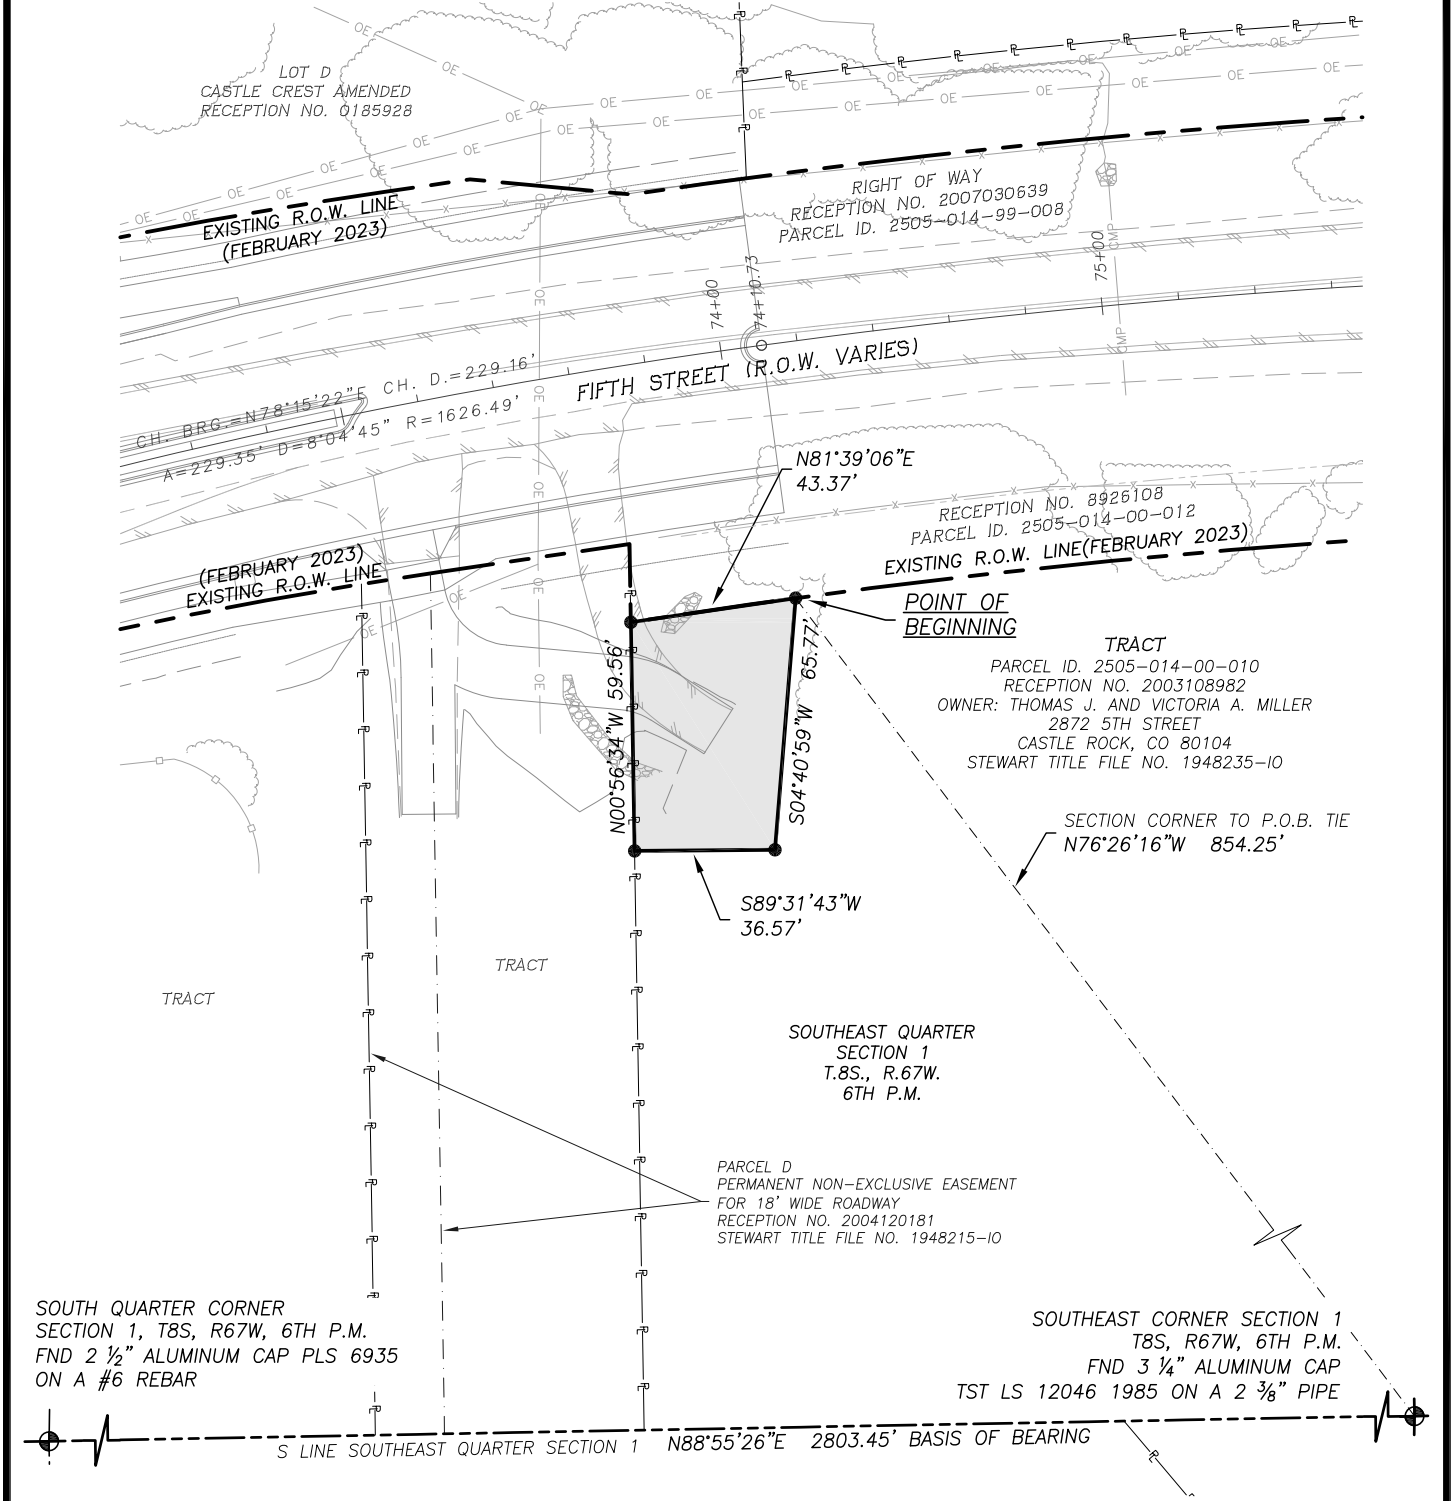 LOT D
CASTLE CREST AMENDED
RECEPTION NO. 0185928
EXISTING R.O.W. LINE
(FEBRUARY 2023)
RIGHT OF WAY
RECEPTION NO. 2007030639
PARCEL ID. 2505-014-99-008
74+00
74+10.73
75+00
CMP
CMP
CH. BRG.=N78°15'22"E CH. D.=229.16'
A=229.35' D=8°04'45" R=1626.49'
FIFTH STREET (R.O.W. VARIES)
N81°39'06"E
43.37'
RECEPTION NO. 8926108
PARCEL ID. 2505-014-00-012
EXISTING R.O.W. LINE(FEBRUARY 2023)
(FEBRUARY 2023)
EXISTING R.O.W. LINE
POINT OF
BEGINNING
N00°56'34"W 59.56'
S04°40'59"W 65.77'
TRACT
PARCEL ID. 2505-014-00-010
RECEPTION NO. 2003108982
OWNER: THOMAS J. AND VICTORIA A. MILLER
2872 5TH STREET
CASTLE ROCK, CO 80104
STEWART TITLE FILE NO. 1948235-IO
SECTION CORNER TO P.O.B. TIE
N76°26'16"W 854.25'
S89°31'43"W
36.57'
TRACT
TRACT
SOUTHEAST QUARTER
SECTION 1
T.8S., R.67W.
6TH P.M.
PARCEL D
PERMANENT NON-EXCLUSIVE EASEMENT
FOR 18' WIDE ROADWAY
RECEPTION NO. 2004120181
STEWART TITLE FILE NO. 1948215-IO
SOUTH QUARTER CORNER
SECTION 1, T8S, R67W, 6TH P.M.
FND 2 ½" ALUMINUM CAP PLS 6935
ON A #6 REBAR
SOUTHEAST CORNER SECTION 1
T8S, R67W, 6TH P.M.
FND 3 ¼" ALUMINUM CAP
TST LS 12046 1985 ON A 2 ⅜" PIPE
S LINE SOUTHEAST QUARTER SECTION 1 N88°55'26"E 2803.45' BASIS OF BEARING